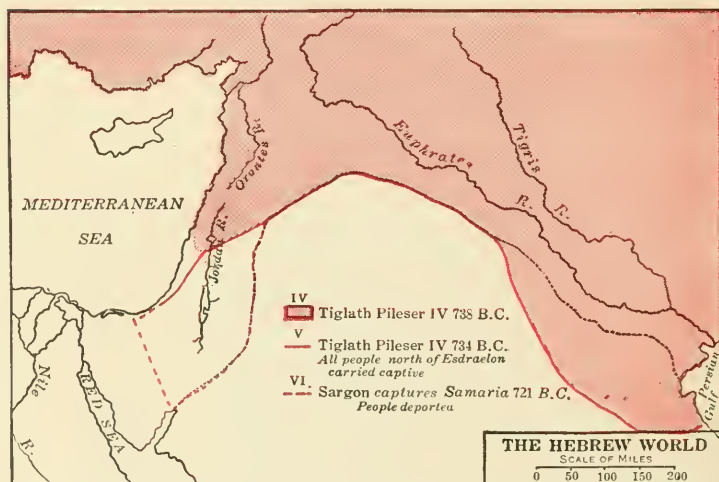 MEDITERRANEAN
SEA
R. Orontes
Jordan R.
Euphrates
R.
Tigris
R.
Nile
R.
RED SEA
Persian
Gulf
IV
Tiglath Pileser IV 738 B.C.
V
Tiglath Pileser IV 734 B.C.
All people north of Esdraelon
carried captive
VI.
Sargon captures Samaria 721 B.C.
People deported
THE HEBREW WORLD
SCALE OF MILES
0 50 100 150 200